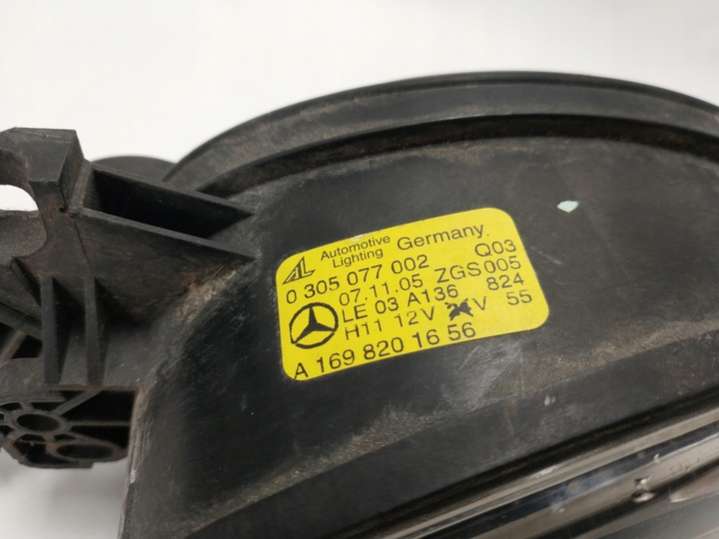 AL Automotive Lighting Germany.
0 305 077 002 Q03
07.11.05 ZGS 005
LE 03 A136 824
H11 12V V 55
A 169 820 16 56